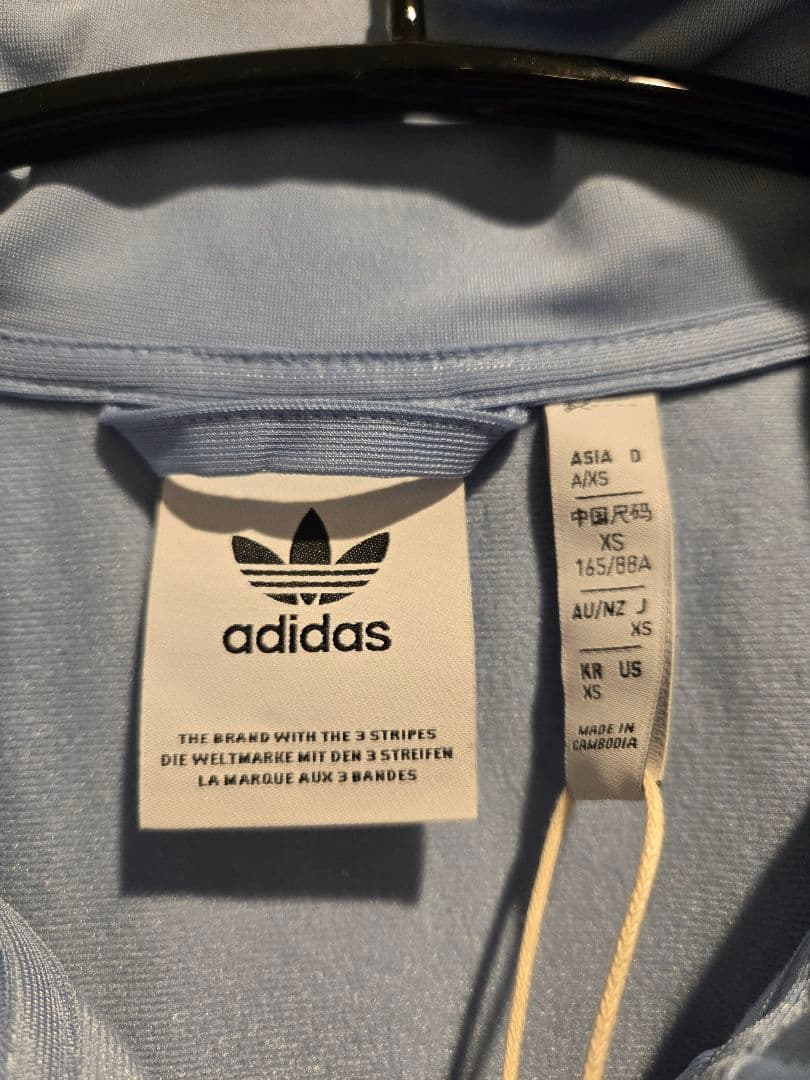 adidas
THE BRAND WITH THE 3 STRIPES
DIE WELTMARKE MIT DEN 3 STREIFEN
LA MARQUE AUX 3 BANDES
ASIA D
A/XS
中国尺码
XS
165/88A
AU/NZ J
XS
KR US
XS
MADE IN
CAMBODIA